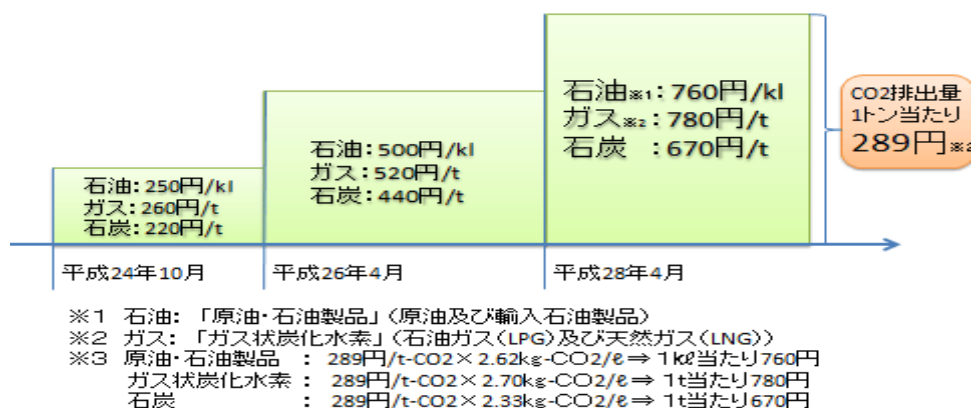 石油※1：760円/kl
ガス※2：780円/t
石炭　：670円/t
CO2排出量
1トン当たり
289円※2
石油：500円/kl
ガス：520円/t
石炭：440円/t
石油：250円/kl
ガス：260円/t
石炭：220円/t
平成24年10月
平成26年4月
平成28年4月
※1　石油：「原油・石油製品」（原油及び輸入石油製品）
※2　ガス：「ガス状炭化水素」（石油ガス(LPG)及び天然ガス(LNG)）
※3　原油・石油製品　：　289円/t-CO2×2.62kg-CO2/ℓ⇒ 1㎘当たり760円
ガス状炭化水素　：　289円/t-CO2×2.70kg-CO2/ℓ⇒ 1t当たり780円
石炭　：　289円/t-CO2×2.33kg-CO2/ℓ⇒ 1t当たり670円